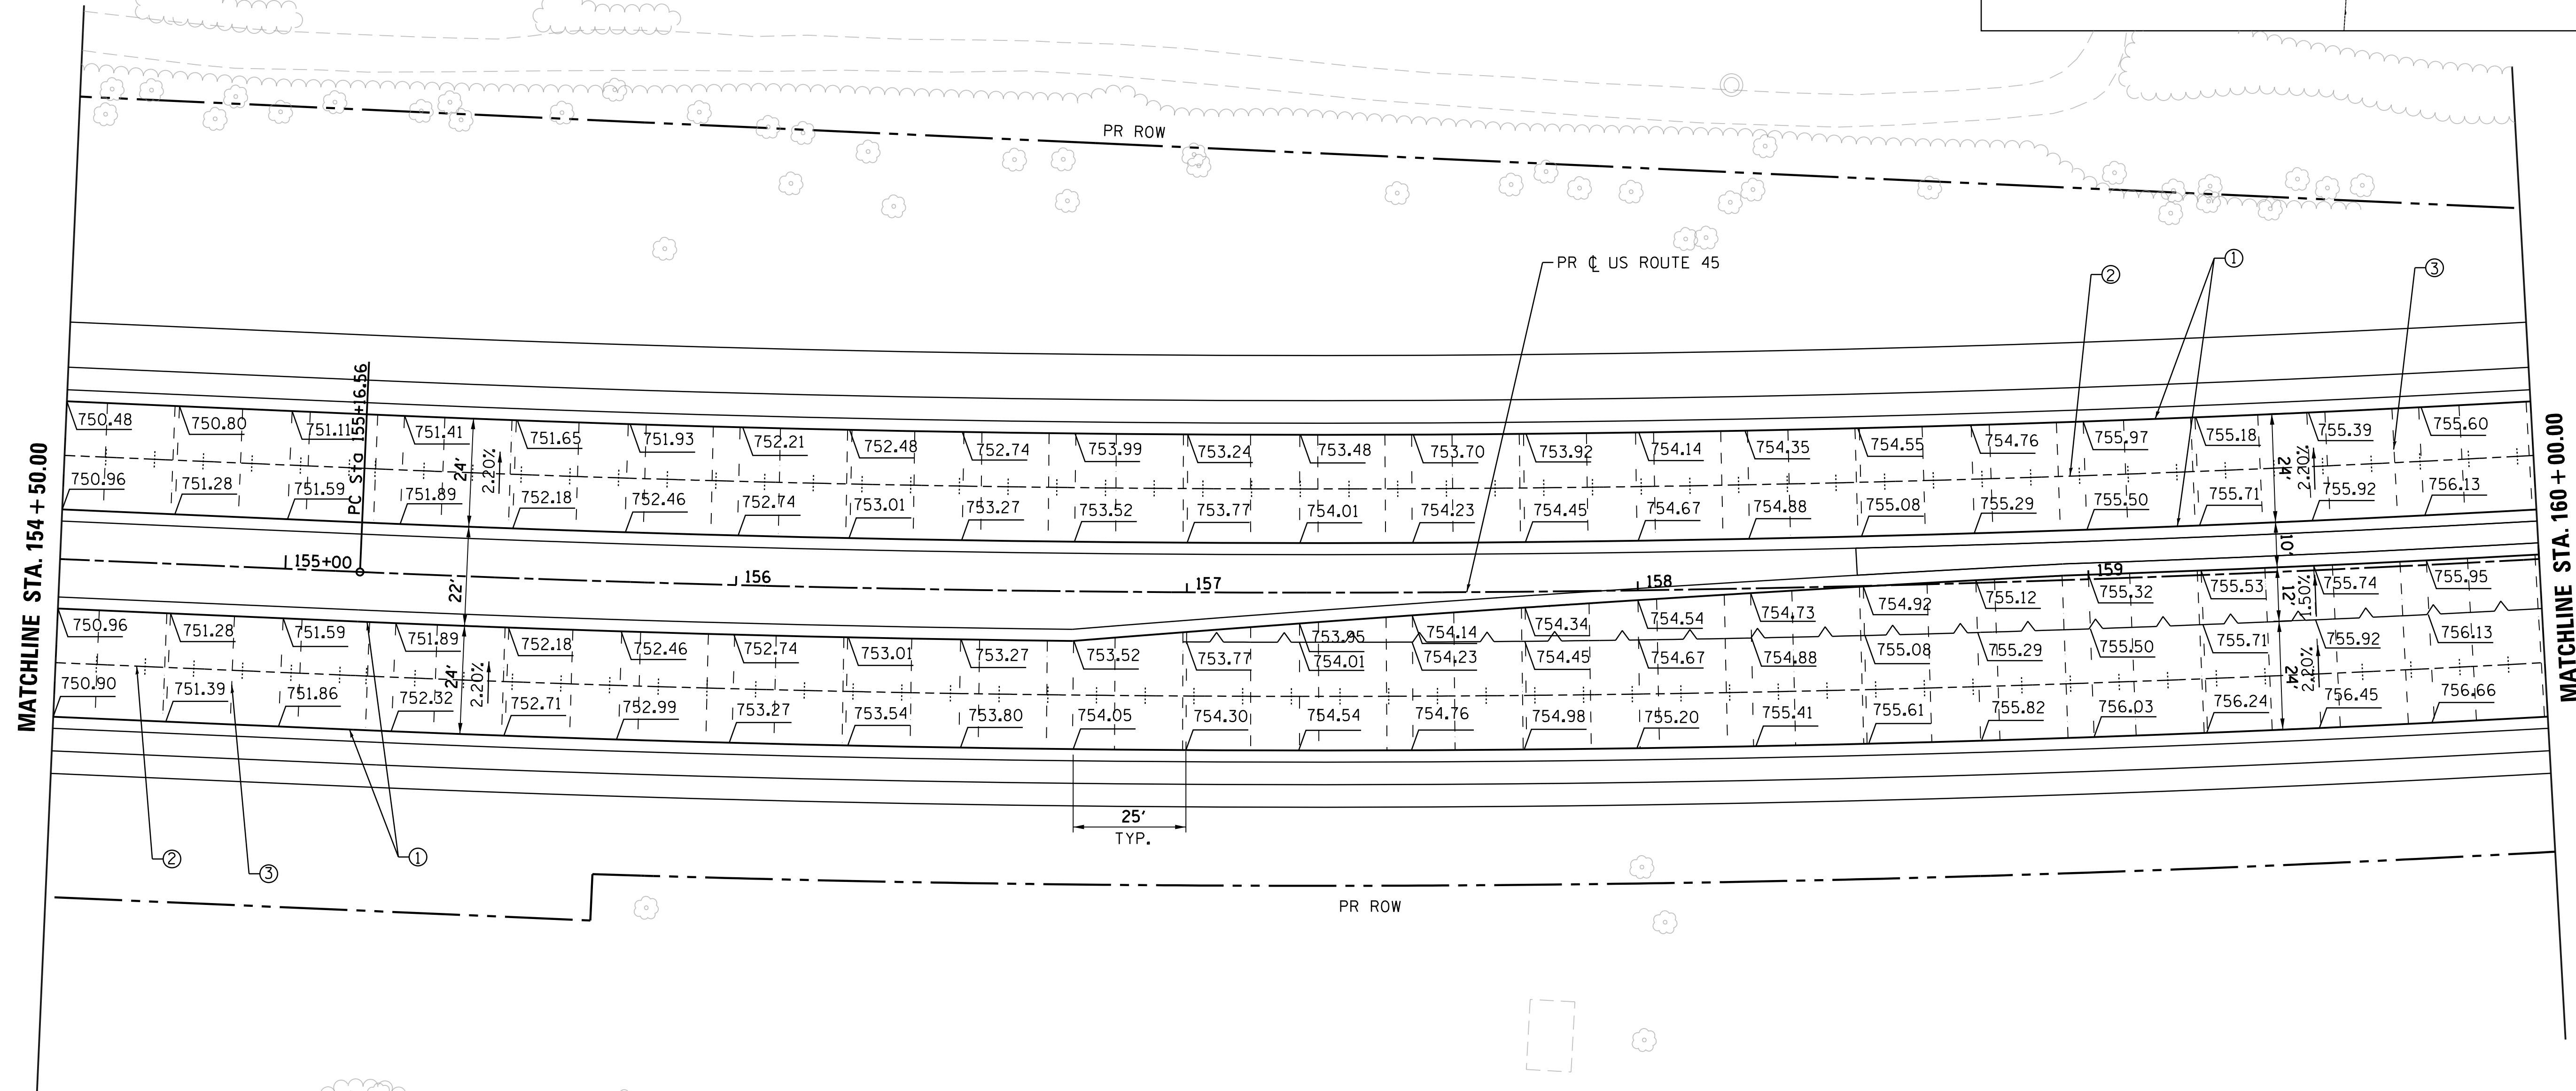 PR ROW
PR ℄ US ROUTE 45
② ① ③
MATCHLINE STA. 154+50.00
MATCHLINE STA. 160+00.00
PC Sta 155+16.56
750.48 750.80 751.11 751.41 751.65 751.93 752.21 752.48 752.74 753.99 753.24 753.48 753.70 753.92 754.14 754.35 754.55 754.76 755.97 755.18 755.39 755.60
24' 2.20% 24' 2.20%
750.96 751.28 751.59 751.89 752.18 752.46 752.74 753.01 753.27 753.52 753.77 754.01 754.23 754.45 754.67 754.88 755.08 755.29 755.50 755.71 755.92 756.13
155+00 156 157 158 159
22' 10'
753.95 754.14 754.34 754.54 754.73 754.92 755.12 755.32 755.53 755.74 755.95
12' 1.50%
750.96 751.28 751.59 751.89 752.18 752.46 752.74 753.01 753.27 753.52 753.77 754.01 754.23 754.45 754.67 754.88 755.08 755.29 755.50 755.71 755.92 756.13
24' 2.20% 24' 2.20%
750.90 751.39 751.86 752.32 752.71 752.99 753.27 753.54 753.80 754.05 754.30 754.54 754.76 754.98 755.20 755.41 755.61 755.82 756.03 756.24 756.45 756.66
25'
TYP.
② ③ ①
PR ROW